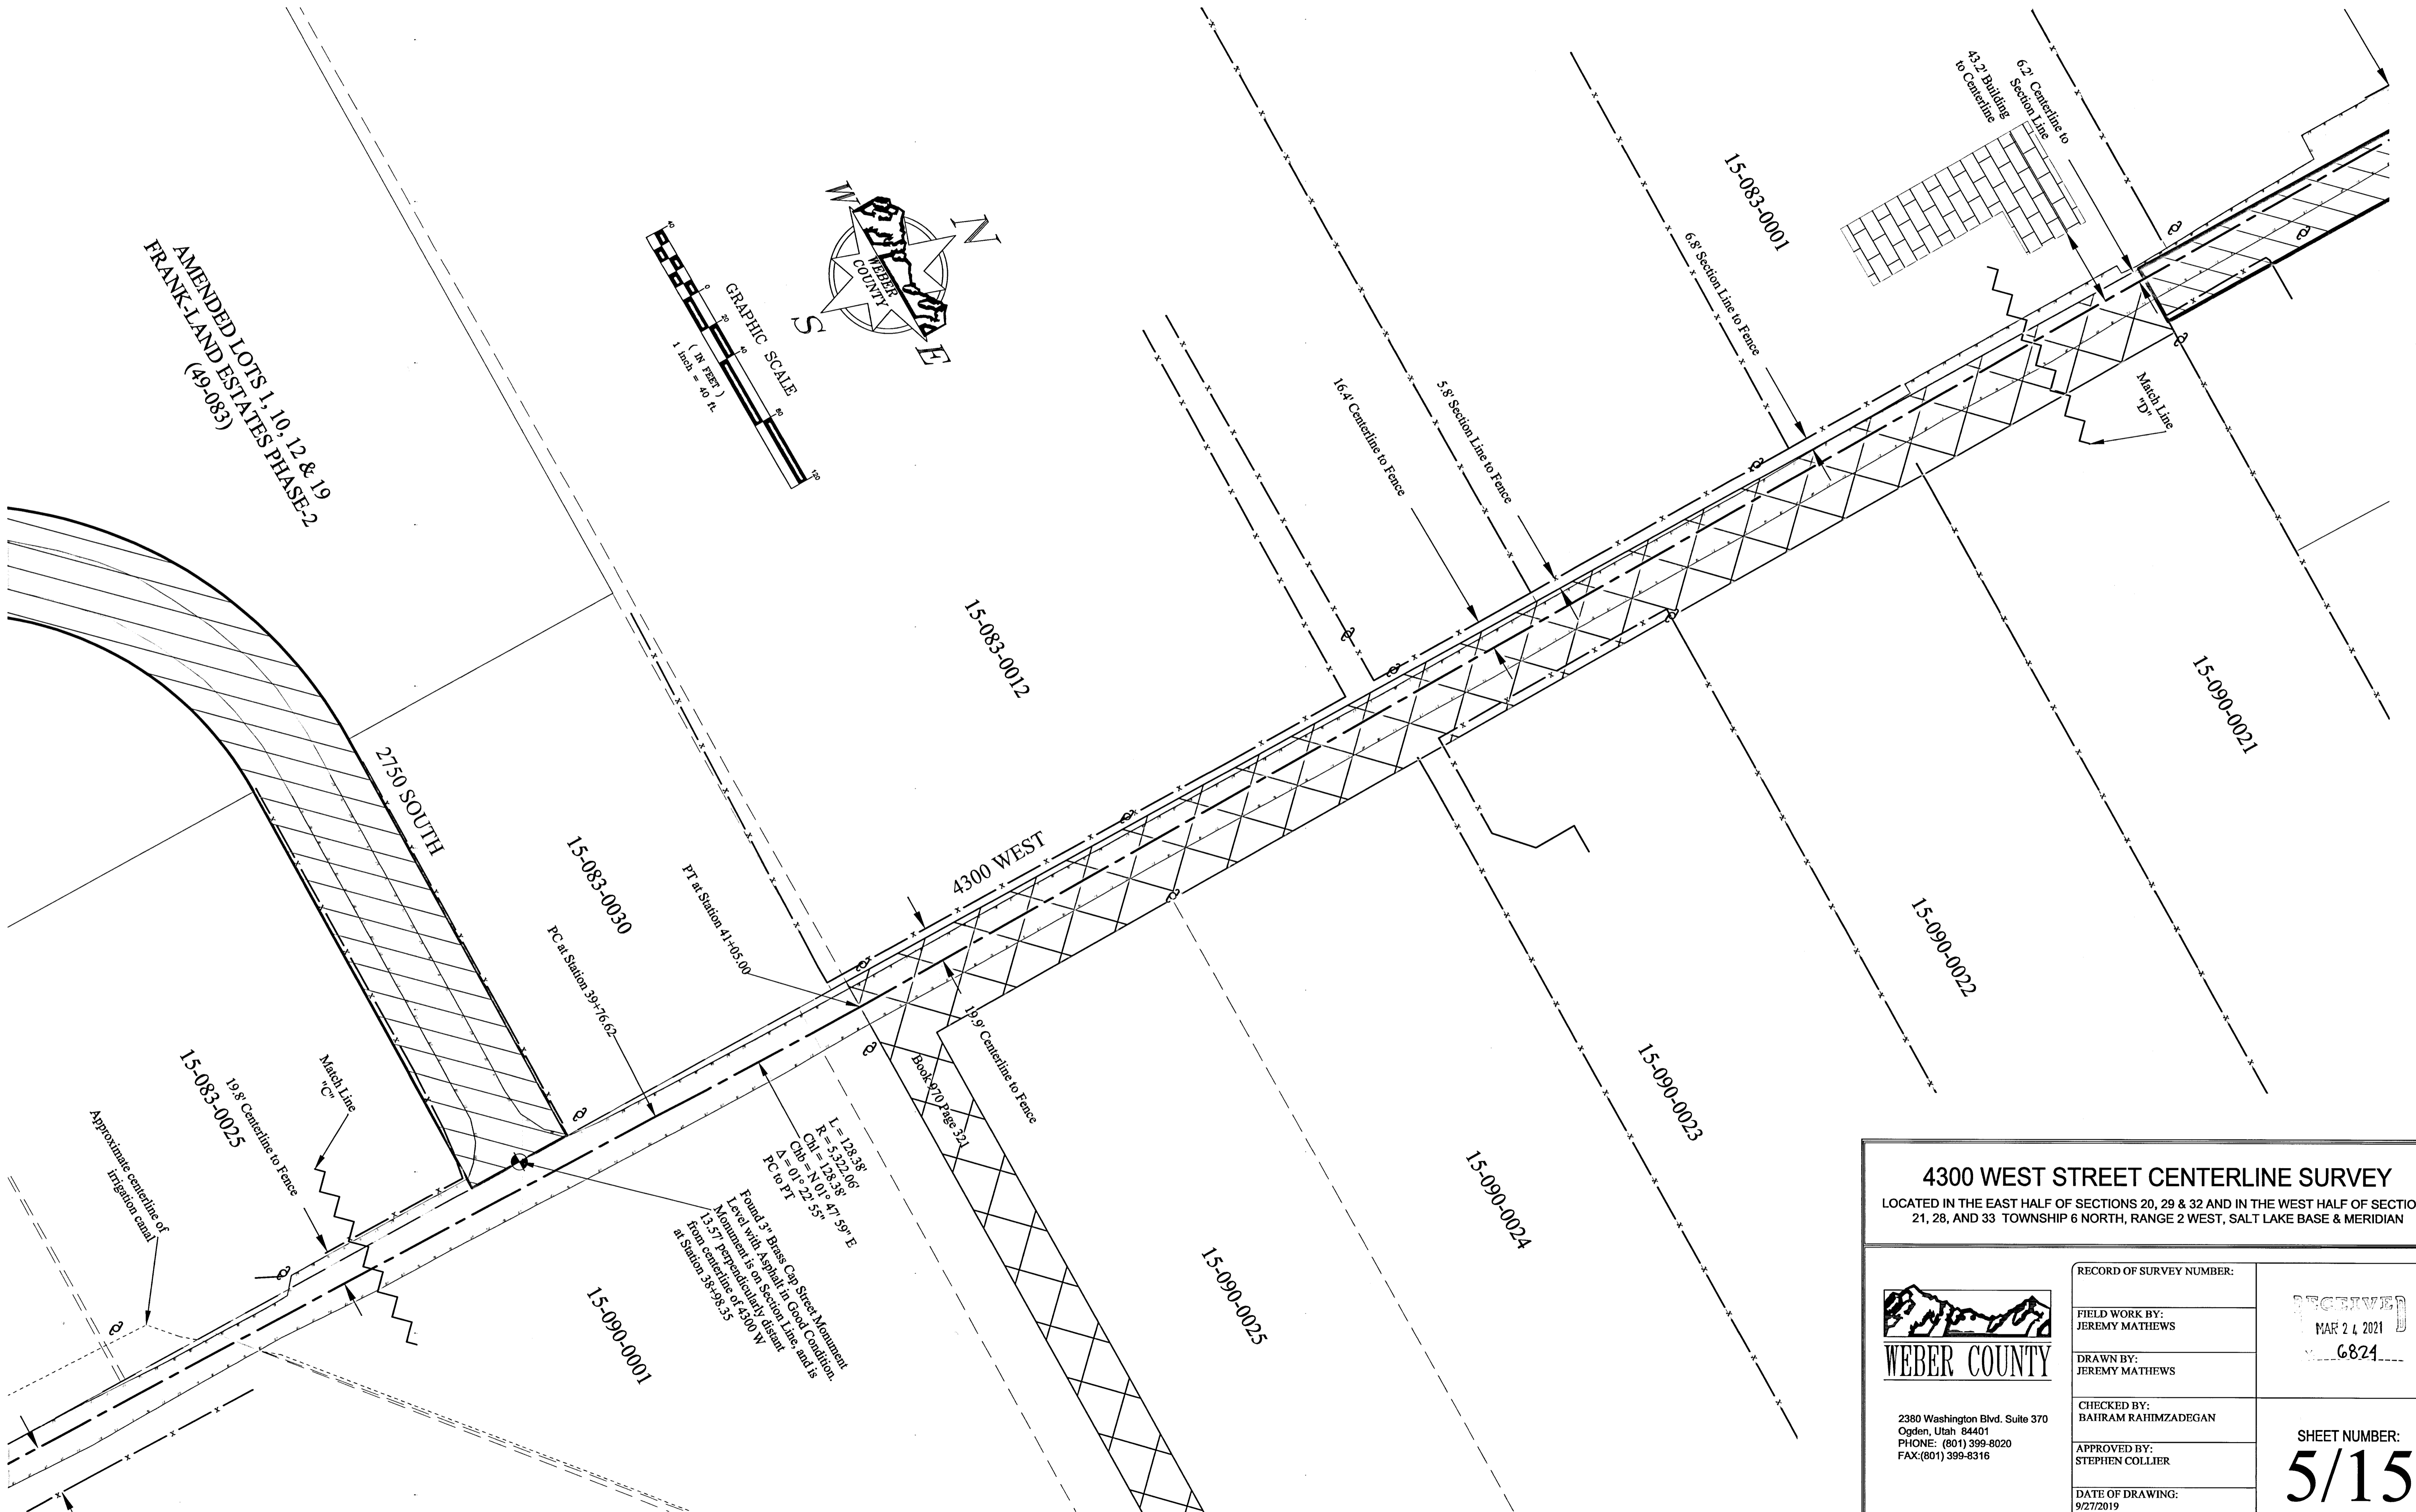 AMENDED LOTS 1, 10, 12 & 19
FRANK-LAND ESTATES PHASE-2
(49-083)
N
W
E
S
WEBER
COUNTY
GRAPHIC SCALE
40
0
20
40
80
120
( IN FEET )
1 inch = 40 ft.
43.2' Building
to Centerline
6.2' Centerline to
Section Line
15-083-0001
6.8' Section Line to Fence
5.8' Section Line to Fence
16.4' Centerline to Fence
Match Line
"D"
15-083-0012
15-090-0021
2750 SOUTH
15-083-0030
4300 WEST
PT at Station 41+05.00
PC at Station 39+76.62
15-090-0022
15-090-0023
15-090-0024
15-090-0025
19.9' Centerline to Fence
Book 970 Page 321
L = 128.38'
R = 5,322.06'
Chl = 128.38'
Chb = N 01° 47' 59" E
Δ = 01° 22' 55"
PC to PT
Found 3" Brass Cap Street Monument
Level with Asphalt in Good Condition.
Monument is on Section Line, and is
13.57' perpendicularly distant
from centerline of 4300 W
at Station 38+98.35
15-083-0025
19.8' Centerline to Fence
Match Line
"C"
Approximate centerline of
irrigation canal
15-090-0001
4300 WEST STREET CENTERLINE SURVEY
LOCATED IN THE EAST HALF OF SECTIONS 20, 29 & 32 AND IN THE WEST HALF OF SECTIO
21, 28, AND 33 TOWNSHIP 6 NORTH, RANGE 2 WEST, SALT LAKE BASE & MERIDIAN
WEBER COUNTY
2380 Washington Blvd. Suite 370
Ogden, Utah 84401
PHONE: (801) 399-8020
FAX:(801) 399-8316
RECORD OF SURVEY NUMBER:
FIELD WORK BY:
JEREMY MATHEWS
DRAWN BY:
JEREMY MATHEWS
CHECKED BY:
BAHRAM RAHIMZADEGAN
APPROVED BY:
STEPHEN COLLIER
DATE OF DRAWING:
9/27/2019
RECEIVED
MAR 24 2021
6824
SHEET NUMBER:
5/15